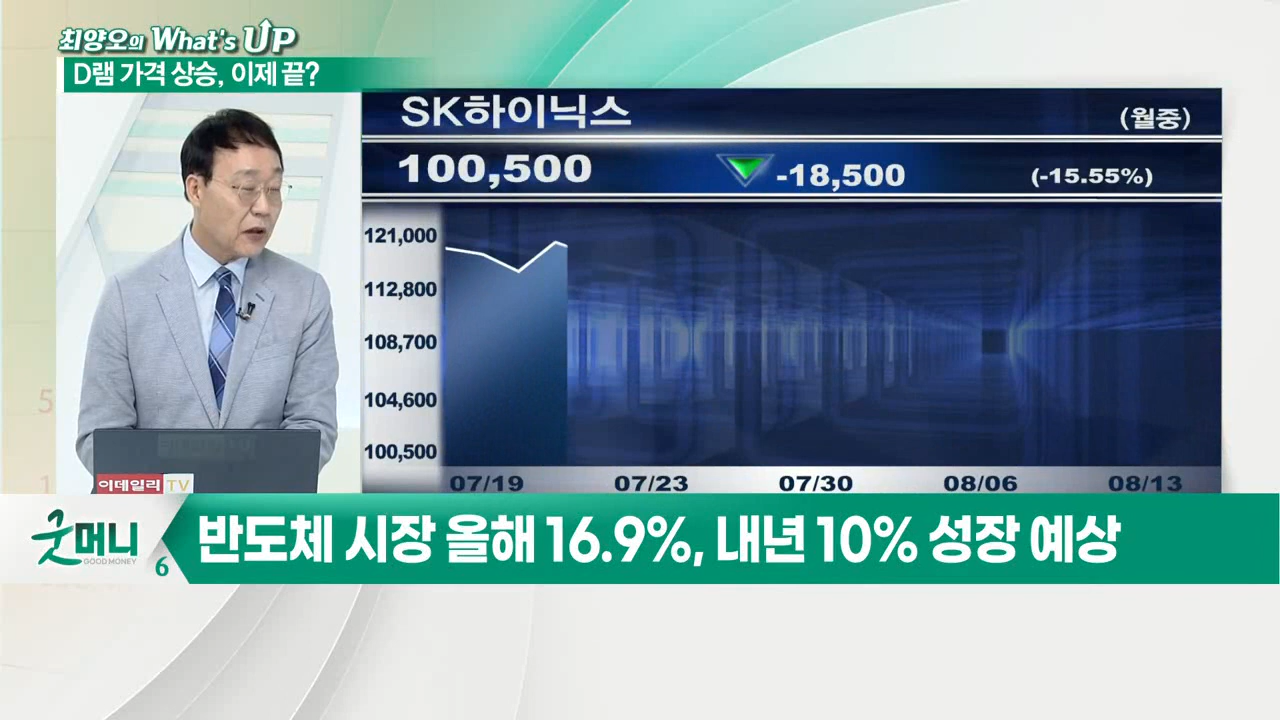 최양오의 What's UP
D램 가격 상승, 이제 끝?
SK하이닉스
(월중)
100,500
-18,500
(-15.55%)
121,000
112,800
108,700
104,600
100,500
07/19
07/23
07/30
08/06
08/13
이데일리 TV
굿머니
GOOD MONEY
6
반도체 시장 올해 16.9%, 내년 10% 성장 예상
5
1